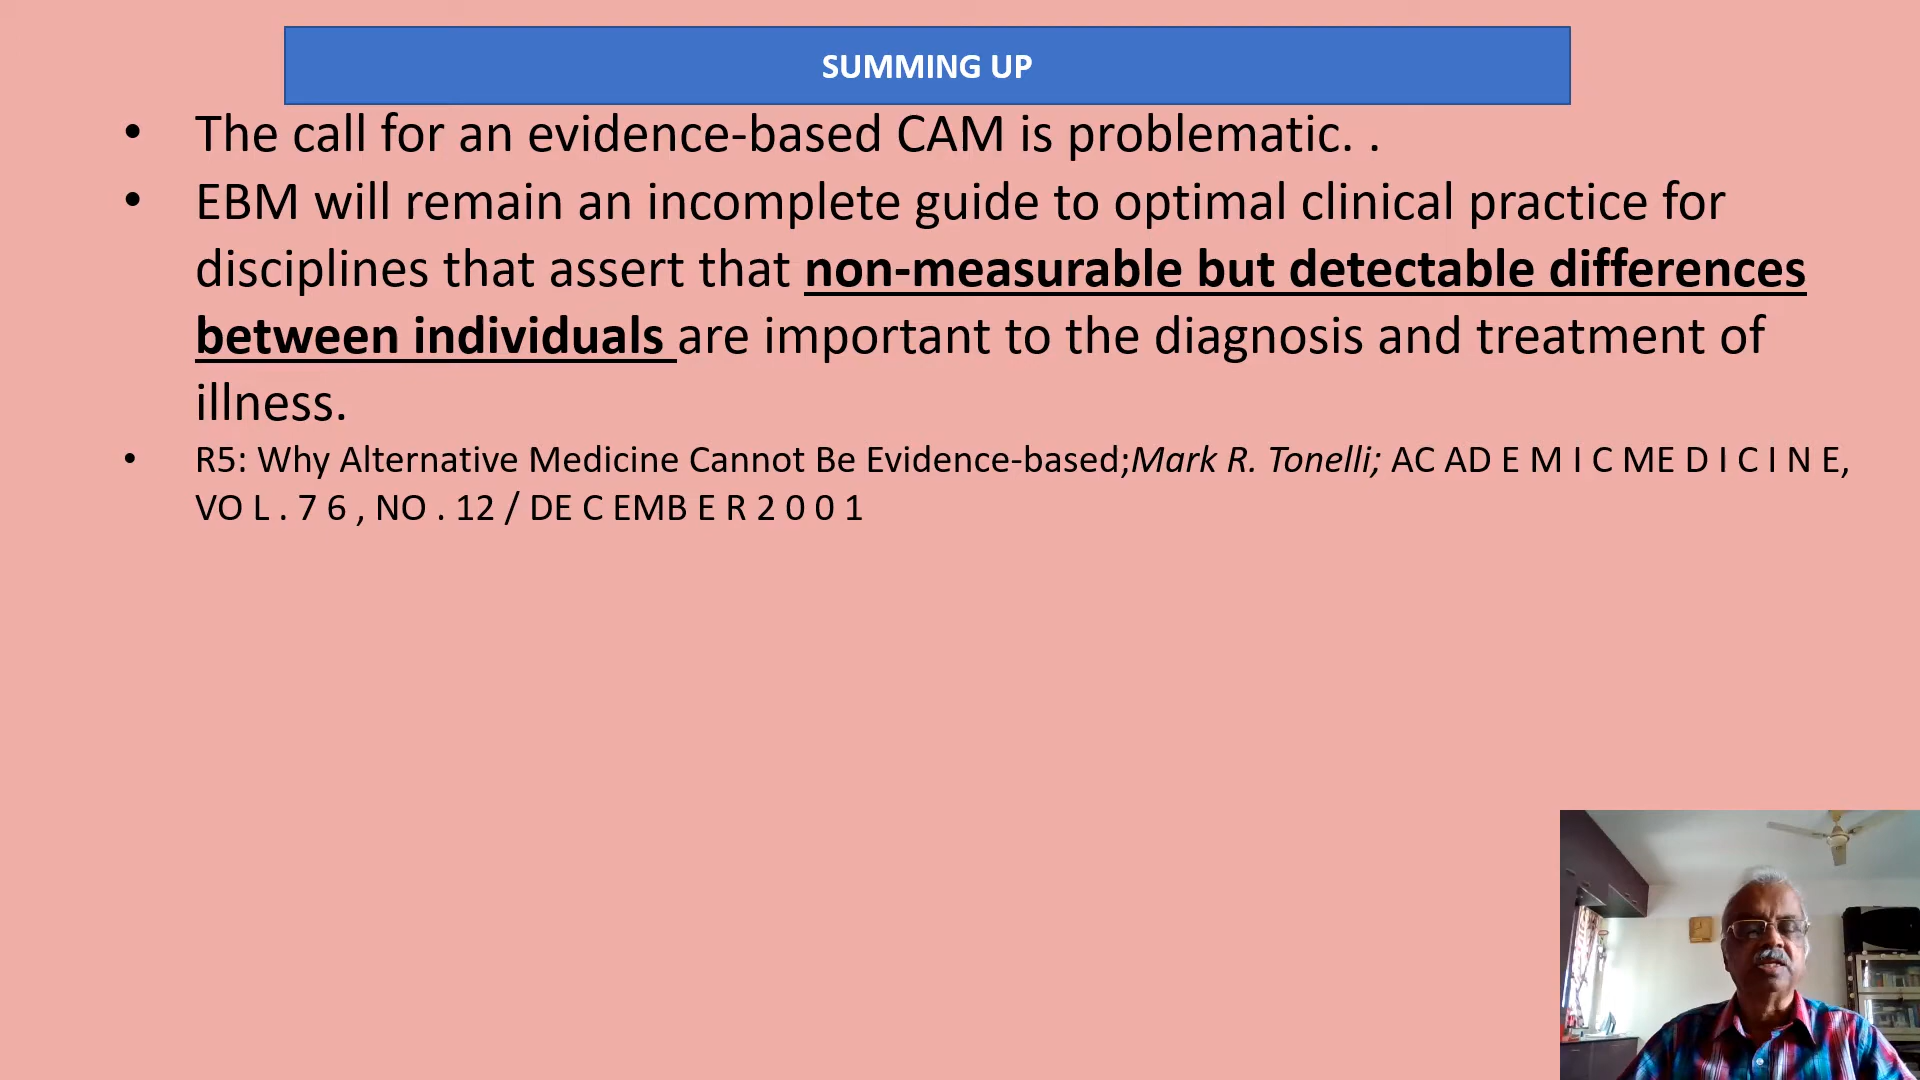 SUMMING UP
• The call for an evidence-based CAM is problematic. .
• EBM will remain an incomplete guide to optimal clinical practice for
disciplines that assert that non-measurable but detectable differences
between individuals are important to the diagnosis and treatment of
illness.
• R5: Why Alternative Medicine Cannot Be Evidence-based;Mark R. Tonelli; AC AD E M I C ME D I C I N E,
VO L . 7 6 , NO . 12 / DE C EMB E R 2 0 0 1